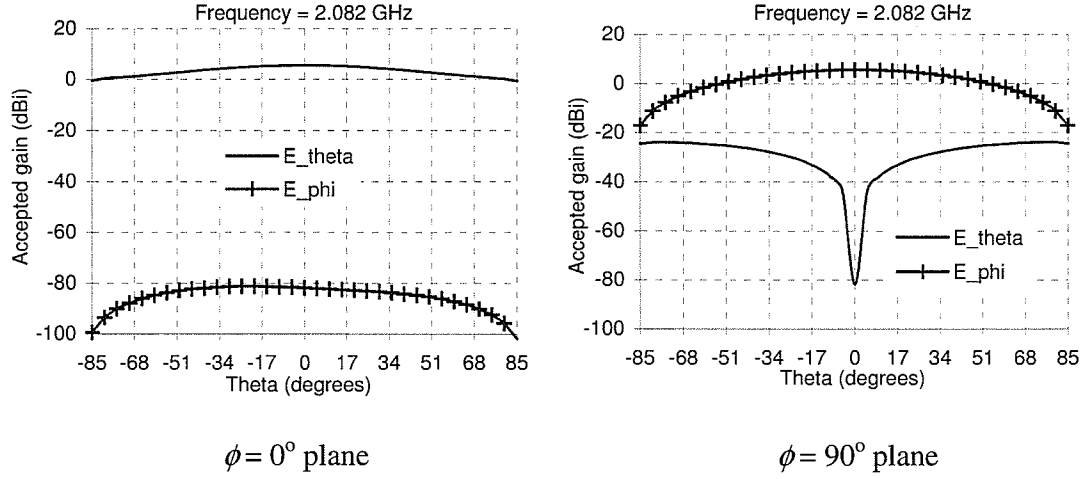 Frequency = 2.082 GHz
20
0
-20
-40
-60
-80
-100
Accepted gain (dBi)
E_theta
E_phi
-85 -68 -51 -34 -17 0 17 34 51 68 85
Theta (degrees)
ϕ = 0° plane
Frequency = 2.082 GHz
20
0
-20
-40
-60
-80
-100
Accepted gain (dBi)
E_theta
E_phi
-85 -68 -51 -34 -17 0 17 34 51 68 85
Theta (degrees)
ϕ = 90° plane